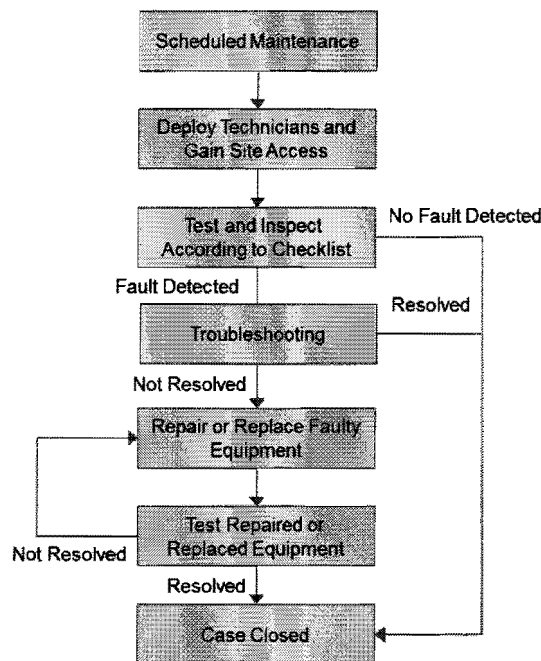 Scheduled Maintenance
Deploy Technicians and
Gain Site Access
Test and Inspect
According to Checklist
No Fault Detected
Fault Detected
Troubleshooting
Resolved
Not Resolved
Repair or Replace Faulty
Equipment
Test Repaired or
Replaced Equipment
Not Resolved
Resolved
Case Closed